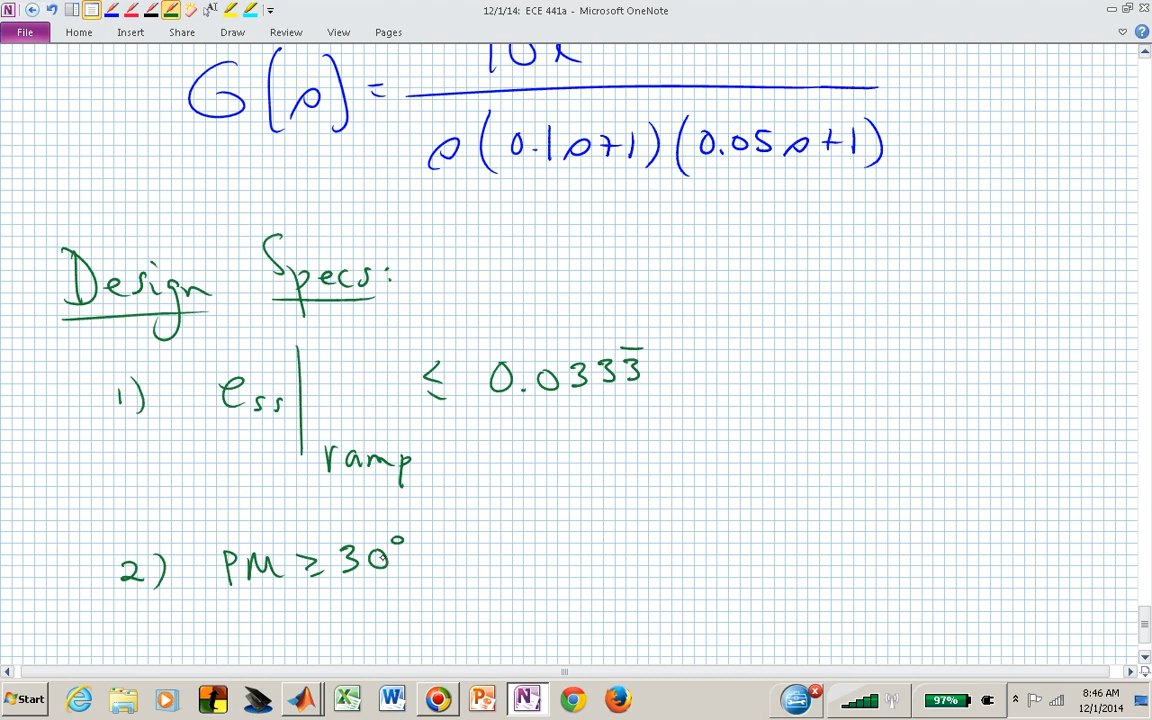 12/1/14: ECE 441a - Microsoft OneNote
File Home Insert Share Draw Review View Pages
G(s) =
s(0.1s+1)(0.05s+1)
Design Specs:
1) ess | ramp ≤ 0.0333̅
2) PM ≥ 30°
Start
97%
8:46 AM
12/1/2014